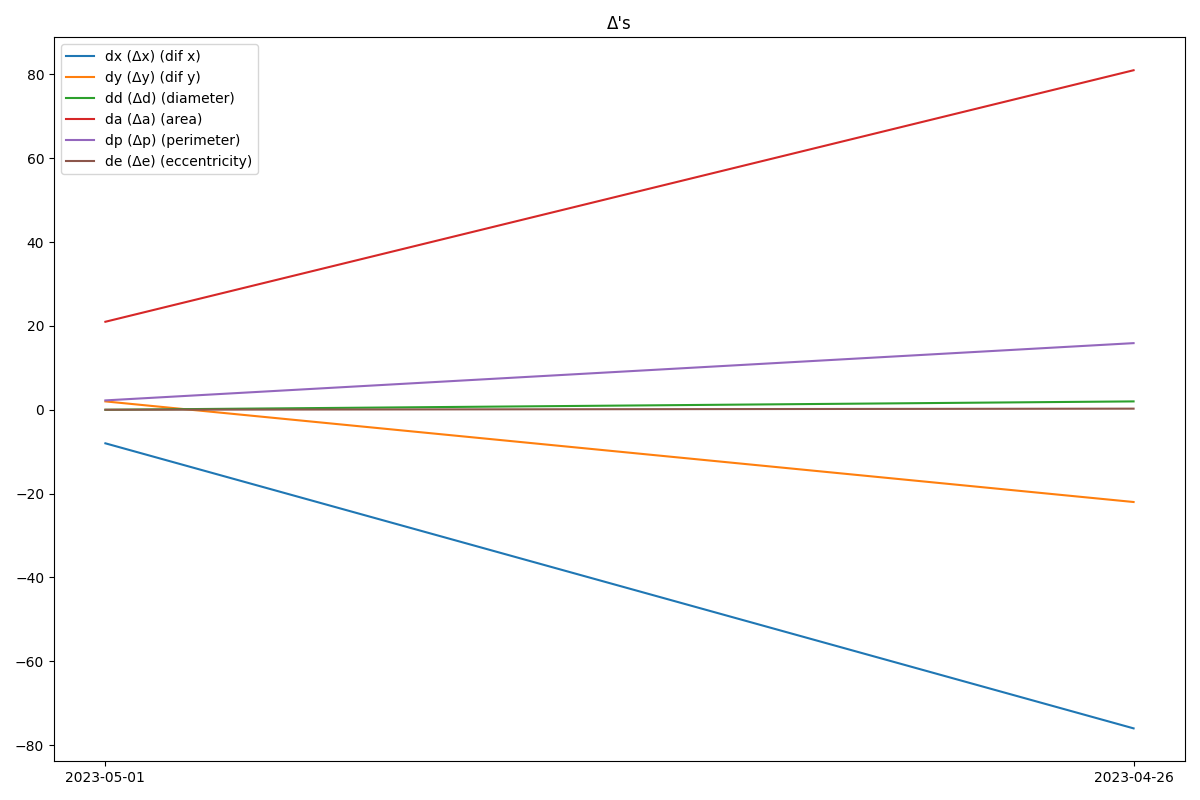 Δ's
dx (Δx) (dif x)
dy (Δy) (dif y)
dd (Δd) (diameter)
da (Δa) (area)
dp (Δp) (perimeter)
de (Δe) (eccentricity)
80
60
40
20
0
−20
−40
−60
−80
2023-05-01 2023-04-26